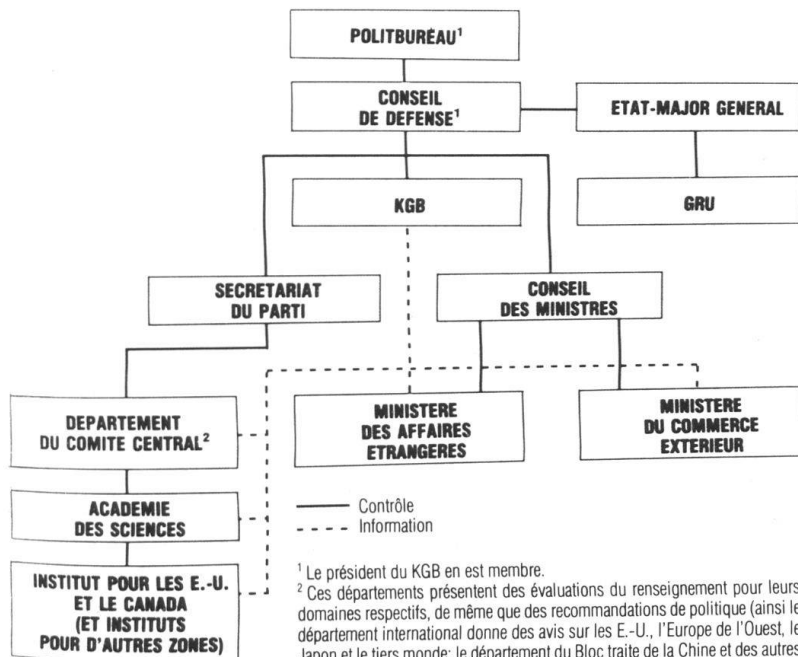 POLITBURÉAU¹
CONSEIL
DE DEFENSE¹
ETAT-MAJOR GENERAL
KGB
GRU
SECRETARIAT
DU PARTI
CONSEIL
DES MINISTRES
DEPARTEMENT
DU COMITE CENTRAL²
MINISTERE
DES AFFAIRES
ETRANGERES
MINISTERE
DU COMMERCE
EXTERIEUR
ACADEMIE
DES SCIENCES
INSTITUT POUR LES E.-U.
ET LE CANADA
(ET INSTITUTS
POUR D'AUTRES ZONES)
Contrôle
Information
¹ Le président du KGB en est membre.
² Ces départements présentent des évaluations du renseignement pour leurs
domaines respectifs, de même que des recommandations de politique (ainsi le
département international donne des avis sur les E.-U., l'Europe de l'Ouest, le
Japon et le tiers monde; le département du Bloc traite de la Chine et des autres